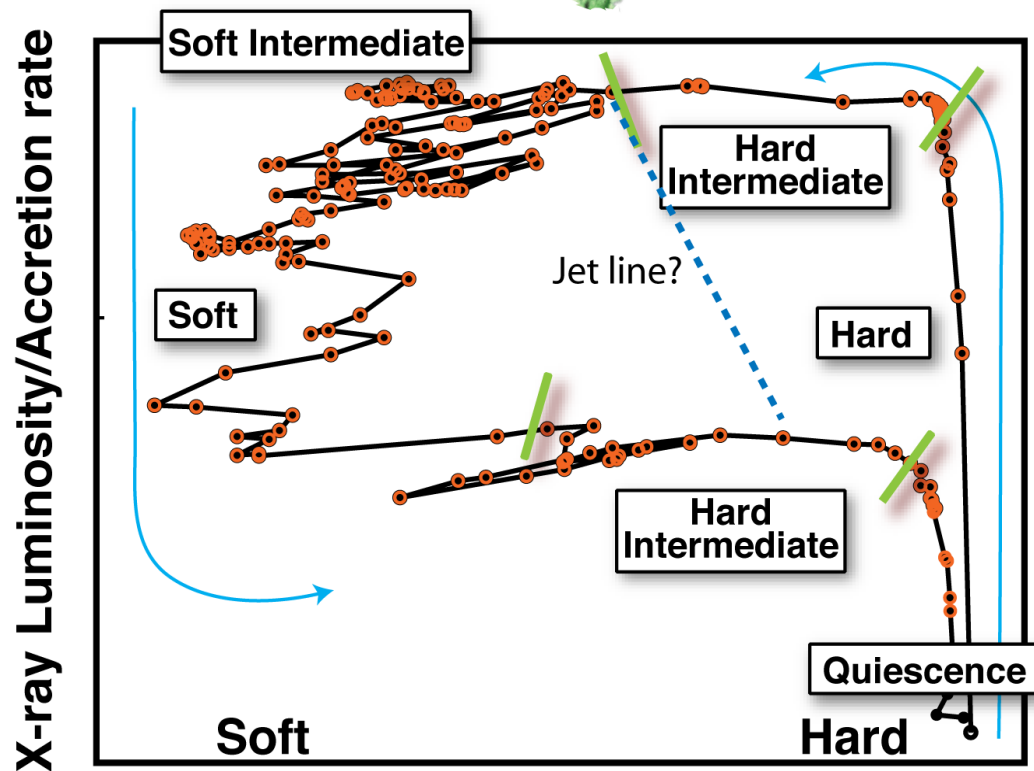 X-ray Luminosity/Accretion rate
Soft Intermediate
Hard
Intermediate
Jet line?
Soft
Hard
Hard
Intermediate
Quiescence
Soft
Hard